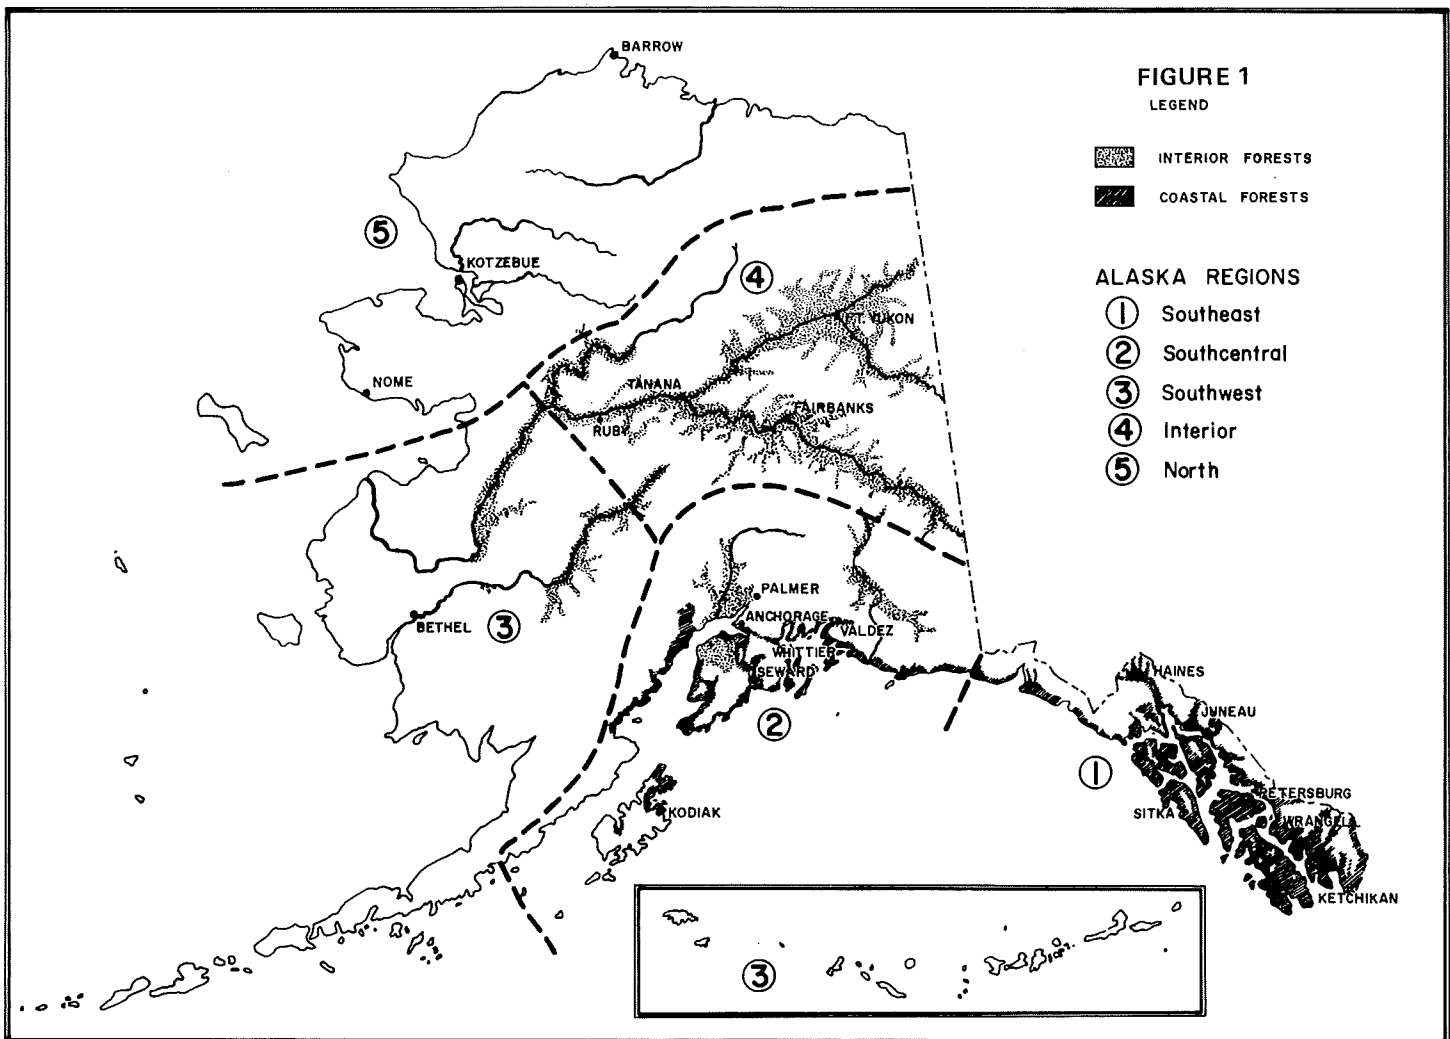 FIGURE 1
LEGEND
INTERIOR FORESTS
COASTAL FORESTS
ALASKA REGIONS
1 Southeast
2 Southcentral
3 Southwest
4 Interior
5 North
BARROW
5
KOTZEBUE
4
FT. YUKON
NOME
TANANA
FAIRBANKS
RUBY
PALMER
ANCHORAGE
BETHEL
3
VALDEZ
WHITTIER
SEWARD
HAINES
2
JUNEAU
1
PETERSBURG
KODIAK
SITKA
WRANGELL
KETCHIKAN
3